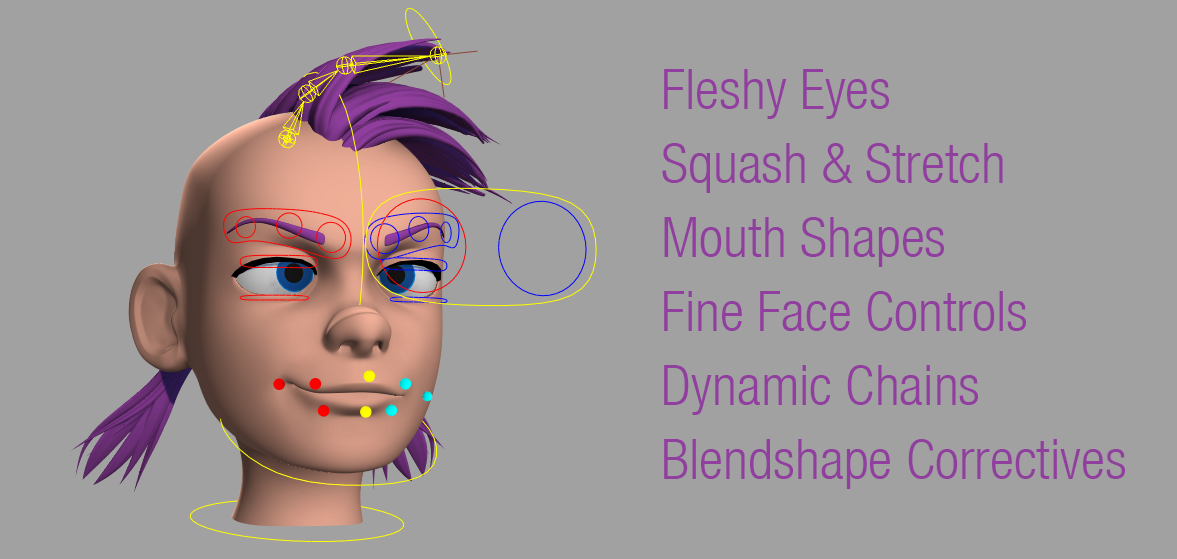 Fleshy Eyes
Squash & Stretch
Mouth Shapes
Fine Face Controls
Dynamic Chains
Blendshape Correctives